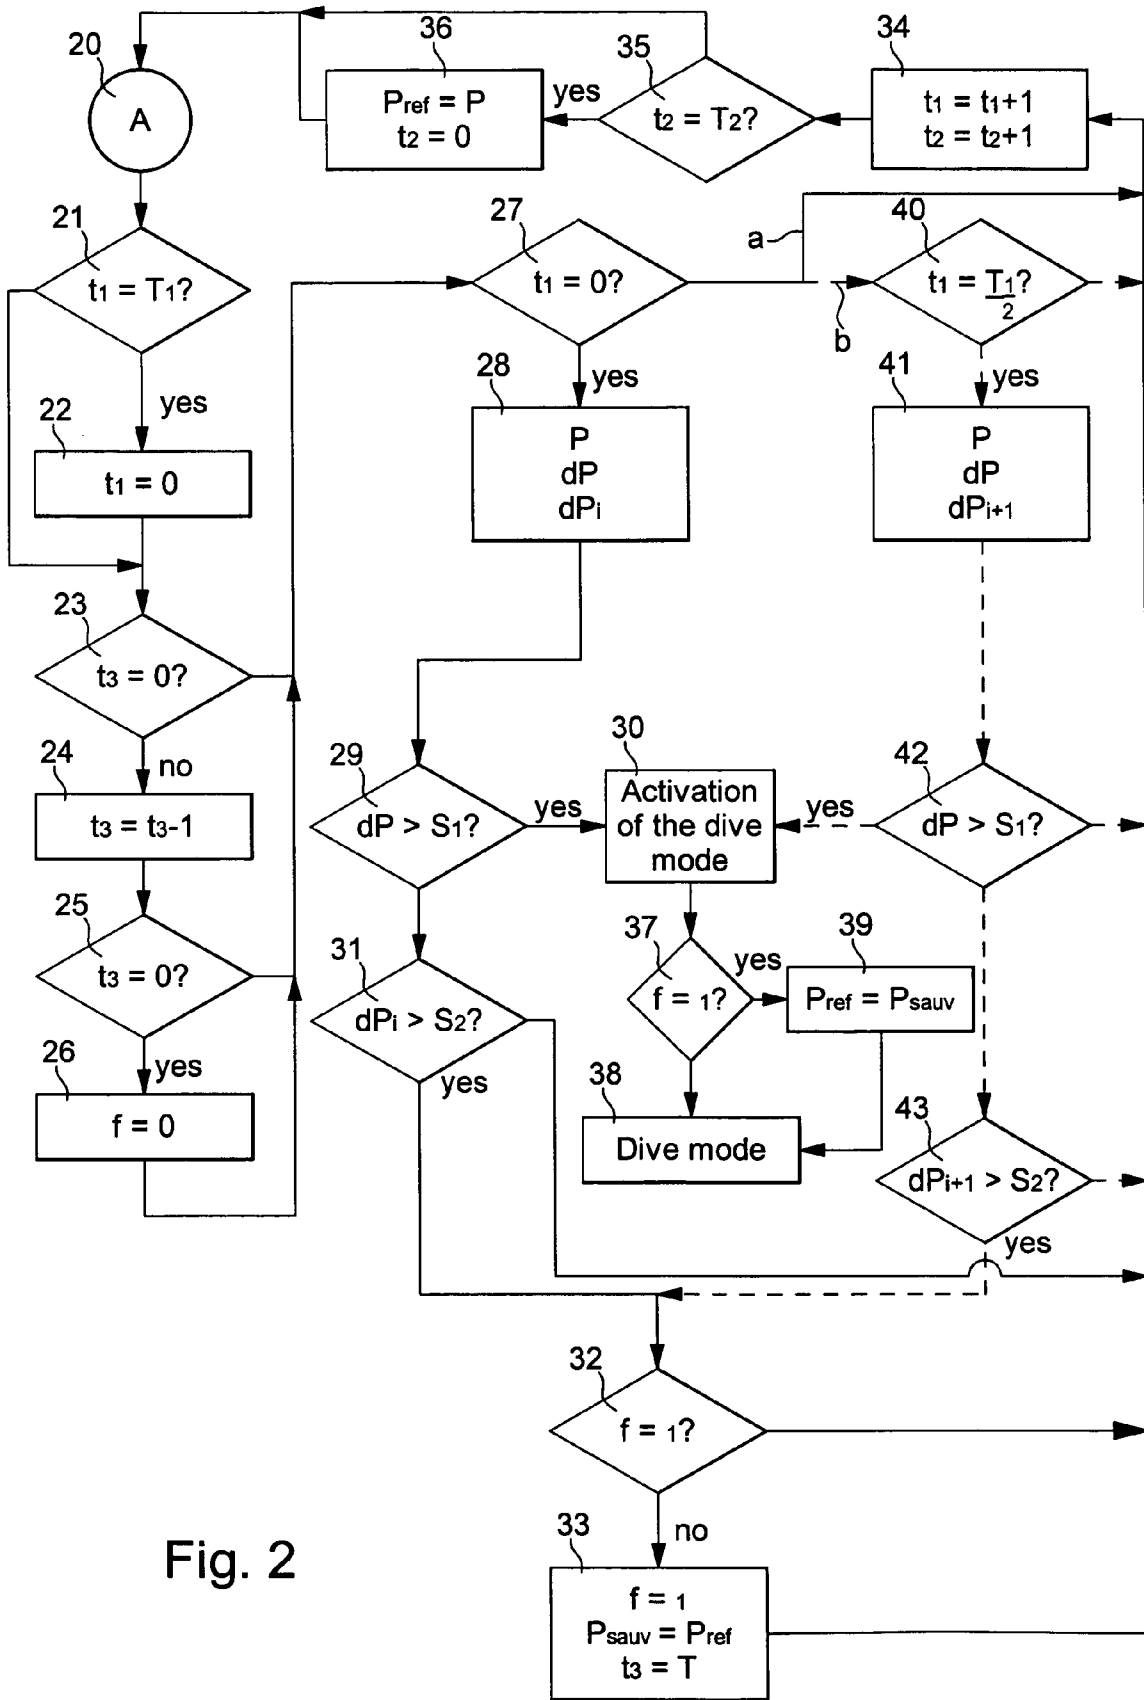 20
A
21
t1 = T1?
yes
22
t1 = 0
23
t3 = 0?
no
24
t3 = t3-1
25
t3 = 0?
yes
26
f = 0
36
Pref = P
t2 = 0
yes
35
t2 = T2?
34
t1 = t1+1
t2 = t2+1
27
t1 = 0?
yes
a
b
40
t1 = T1?
2
yes
28
P
dP
dPi
41
P
dP
dPi+1
29
dP > S1?
yes
30
Activation
of the dive
mode
yes
42
dP > S1?
31
dPi > S2?
yes
37
f = 1?
yes
39
Pref = Psauv
38
Dive mode
43
dPi+1 > S2?
yes
32
f = 1?
no
33
f = 1
Psauv = Pref
t3 = T
Fig. 2